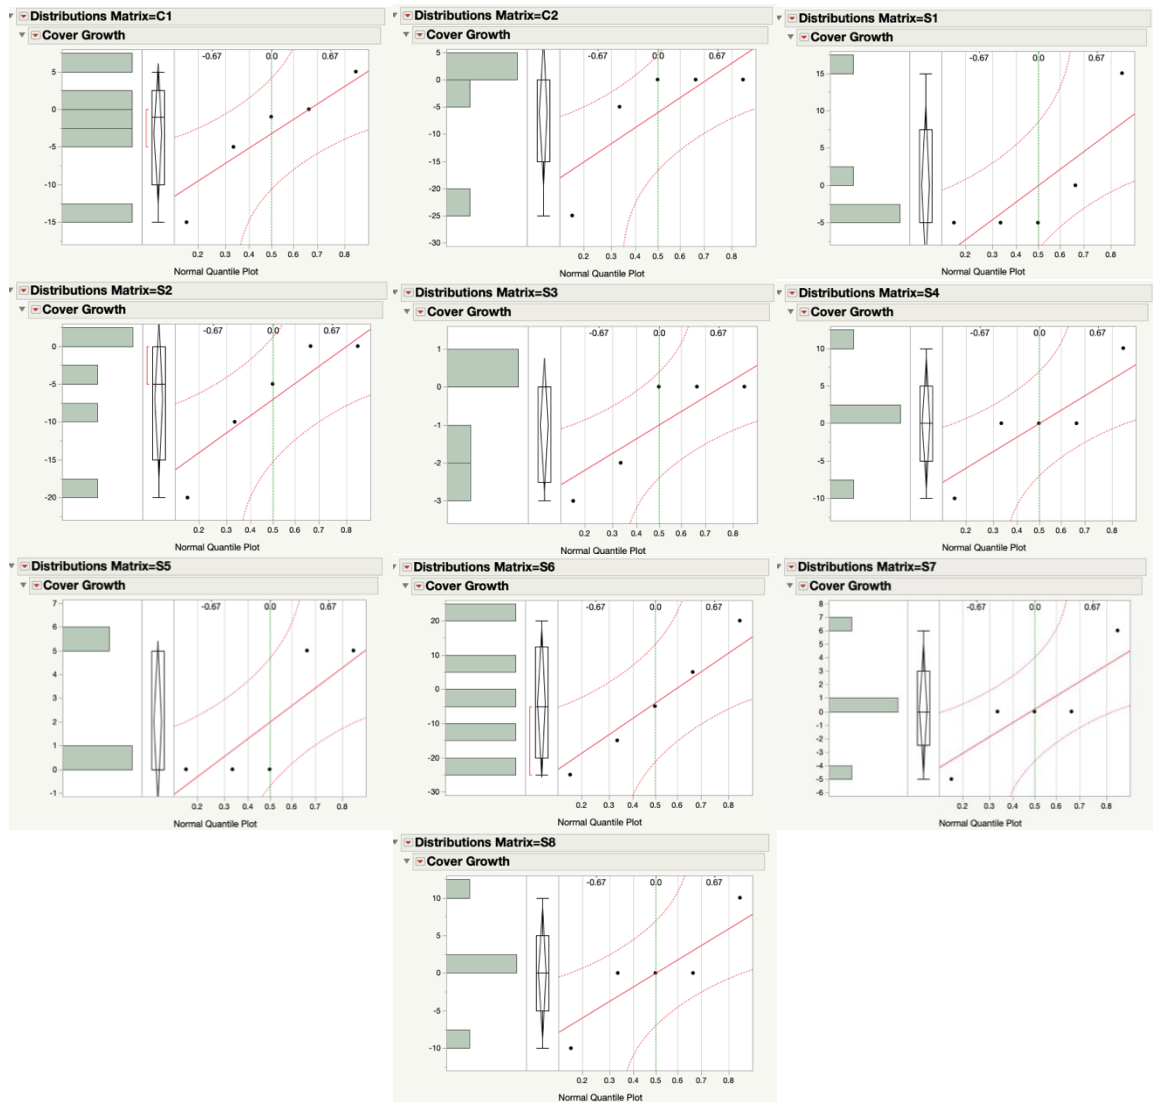 Distributions Matrix=C1
Cover Growth
-0.67 0.0 0.67
5
0
-5
-10
-15
0.2 0.3 0.4 0.5 0.6 0.7 0.8
Normal Quantile Plot
Distributions Matrix=C2
Cover Growth
-0.67 0.0 0.67
5
0
-5
-10
-15
-20
-25
-30
0.2 0.3 0.4 0.5 0.6 0.7 0.8
Normal Quantile Plot
Distributions Matrix=S1
Cover Growth
-0.67 0.0 0.67
15
10
5
0
-5
0.2 0.3 0.4 0.5 0.6 0.7 0.8
Normal Quantile Plot
Distributions Matrix=S2
Cover Growth
-0.67 0.0 0.67
0
-5
-10
-15
-20
0.2 0.3 0.4 0.5 0.6 0.7 0.8
Normal Quantile Plot
Distributions Matrix=S3
Cover Growth
-0.67 0.0 0.67
1
0
-1
-2
-3
0.2 0.3 0.4 0.5 0.6 0.7 0.8
Normal Quantile Plot
Distributions Matrix=S4
Cover Growth
-0.67 0.0 0.67
10
5
0
-5
-10
0.2 0.3 0.4 0.5 0.6 0.7 0.8
Normal Quantile Plot
Distributions Matrix=S5
Cover Growth
-0.67 0.0 0.67
7
6
5
4
3
2
1
0
-1
0.2 0.3 0.4 0.5 0.6 0.7 0.8
Normal Quantile Plot
Distributions Matrix=S6
Cover Growth
-0.67 0.0 0.67
20
10
0
-10
-20
-30
0.2 0.3 0.4 0.5 0.6 0.7 0.8
Normal Quantile Plot
Distributions Matrix=S7
Cover Growth
-0.67 0.0 0.67
8
7
6
5
4
3
2
1
0
-1
-2
-3
-4
-5
-6
0.2 0.3 0.4 0.5 0.6 0.7 0.8
Normal Quantile Plot
Distributions Matrix=S8
Cover Growth
-0.67 0.0 0.67
10
5
0
-5
-10
0.2 0.3 0.4 0.5 0.6 0.7 0.8
Normal Quantile Plot